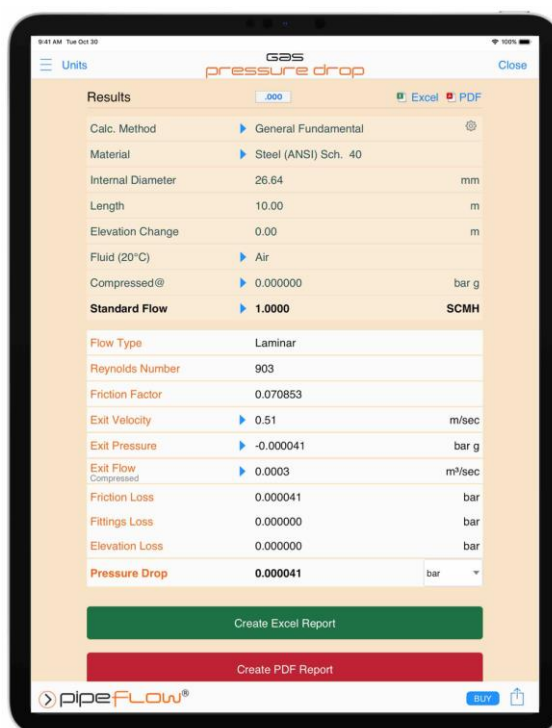 9:41 AM Tue Oct 30
100%
Units
Gas
pressure drop
Close
Results
.000
Excel
PDF
Calc. Method
General Fundamental
Material
Steel (ANSI) Sch. 40
Internal Diameter
26.64
mm
Length
10.00
m
Elevation Change
0.00
m
Fluid (20°C)
Air
Compressed@
0.000000
bar g
Standard Flow
1.0000
SCMH
Flow Type
Laminar
Reynolds Number
903
Friction Factor
0.070853
Exit Velocity
0.51
m/sec
Exit Pressure
-0.000041
bar g
Exit Flow
Compressed
0.0003
m³/sec
Friction Loss
0.000041
bar
Fittings Loss
0.000000
bar
Elevation Loss
0.000000
bar
Pressure Drop
0.000041
bar
Create Excel Report
Create PDF Report
pipeFLOW®
BUY